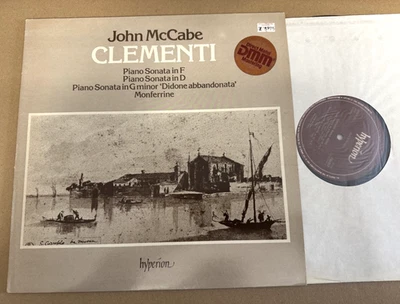 John McCabe
CLEMENTI
Piano Sonata in F
Piano Sonata in D
Piano Sonata in G minor 'Didone abbandonata'
Monferrine
DMM
hyperion
hyperion